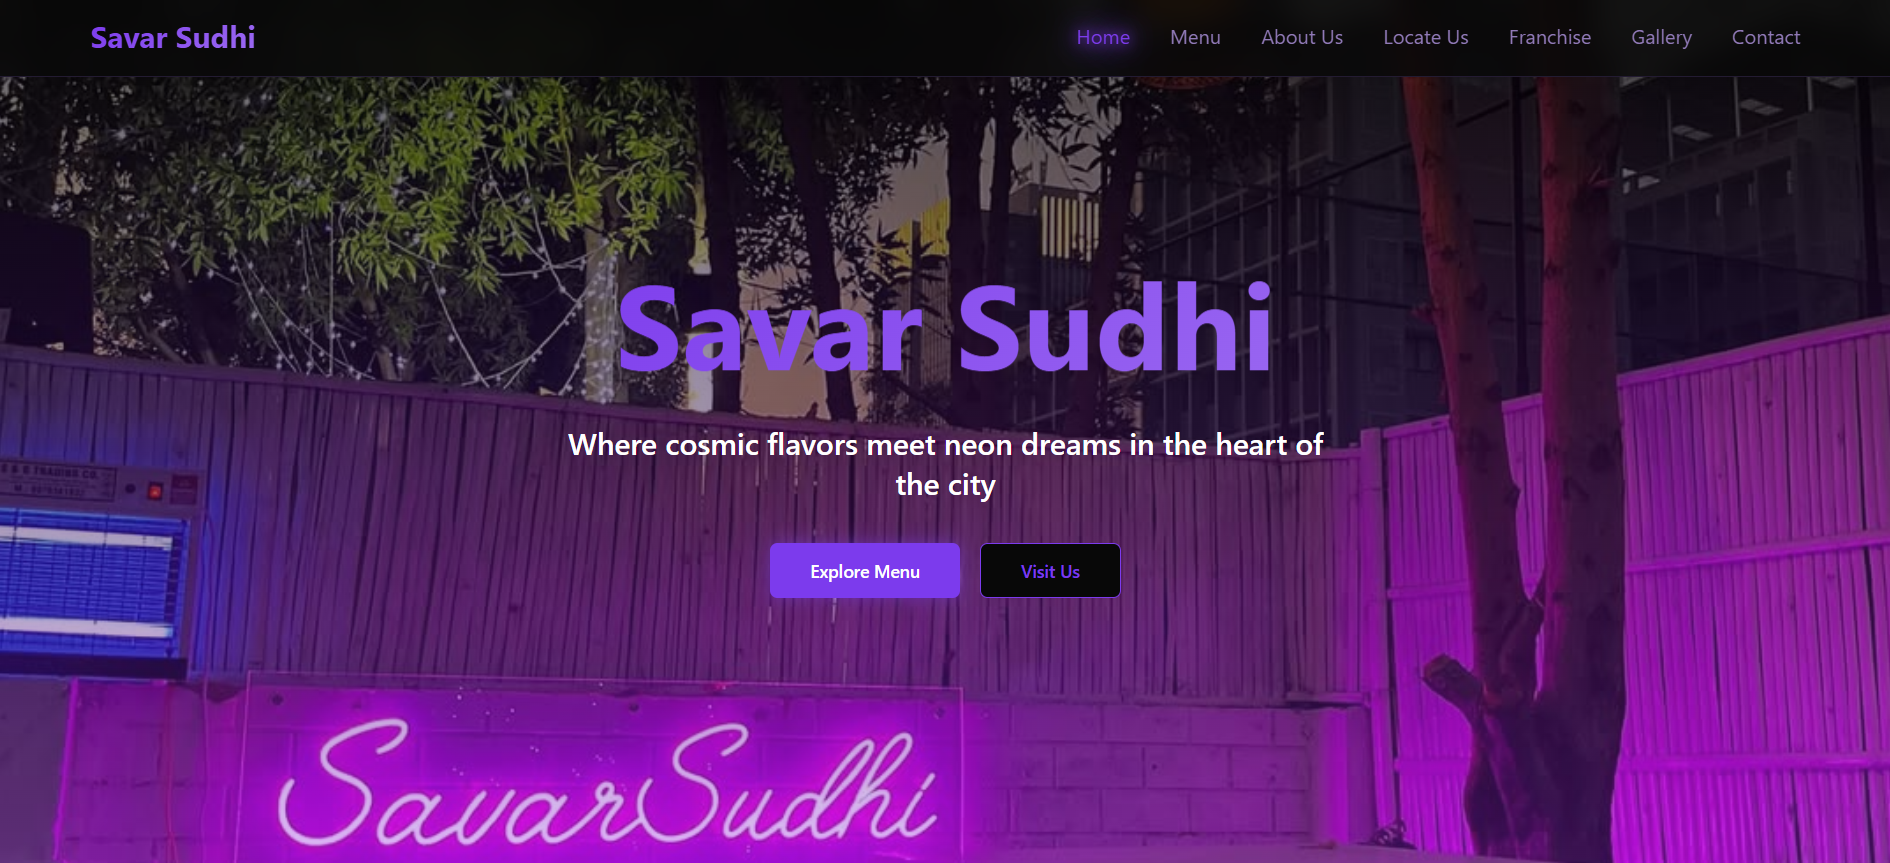 Savar Sudhi
Home Menu About Us Locate Us Franchise Gallery Contact
Savar Sudhi
Where cosmic flavors meet neon dreams in the heart of
the city
Explore Menu Visit Us
TRADING CO.
SavarSudhi